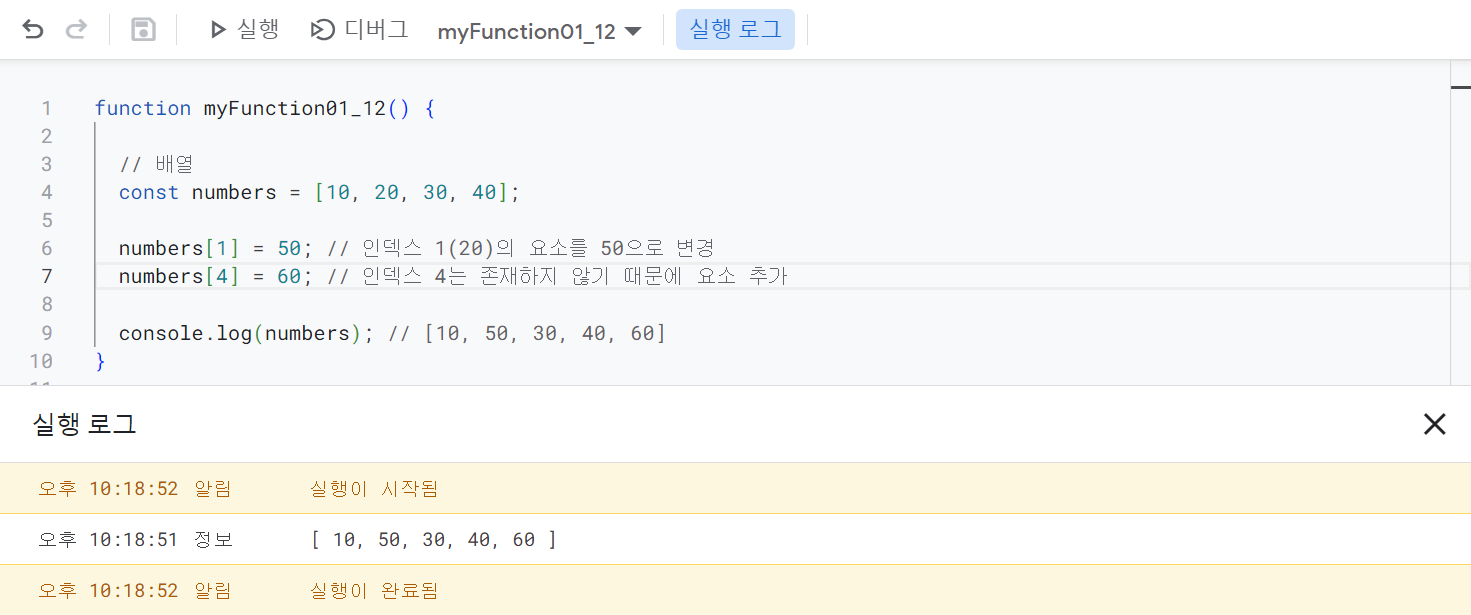 실행 디버그 myFunction01_12 실행 로그
1 function myFunction01_12() {
2
3 // 배열
4 const numbers = [10, 20, 30, 40];
5
6 numbers[1] = 50; // 인덱스 1(20)의 요소를 50으로 변경
7 numbers[4] = 60; // 인덱스 4는 존재하지 않기 때문에 요소 추가
8
9 console.log(numbers); // [10, 50, 30, 40, 60]
10 }
실행 로그
오후 10:18:52 알림 실행이 시작됨
오후 10:18:51 정보 [ 10, 50, 30, 40, 60 ]
오후 10:18:52 알림 실행이 완료됨